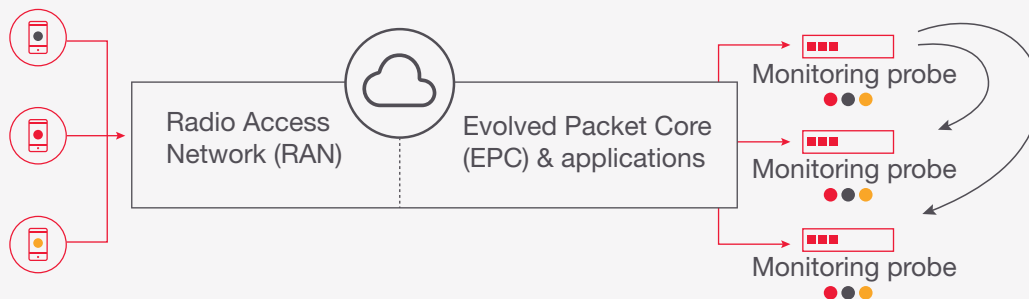 Radio Access
Network (RAN)
Evolved Packet Core
(EPC) & applications
Monitoring probe
Monitoring probe
Monitoring probe